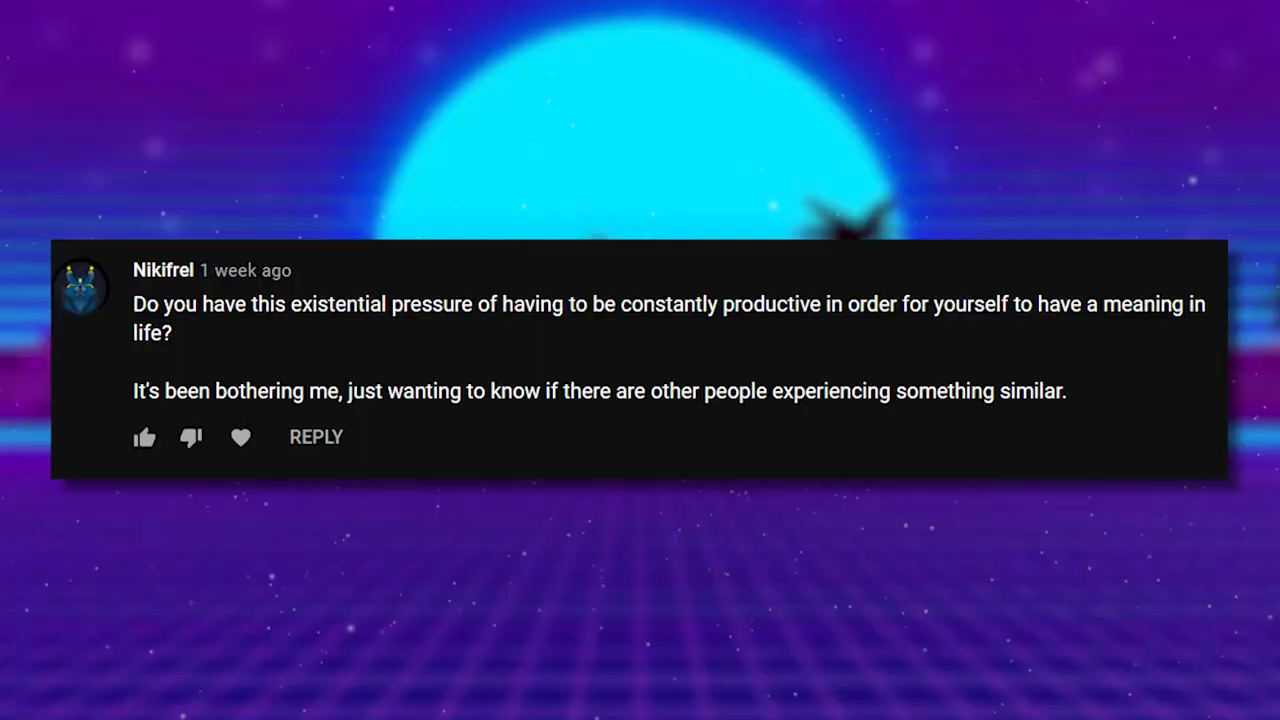 Nikifrel 1 week ago
Do you have this existential pressure of having to be constantly productive in order for yourself to have a meaning in
life?
It's been bothering me, just wanting to know if there are other people experiencing something similar.
REPLY